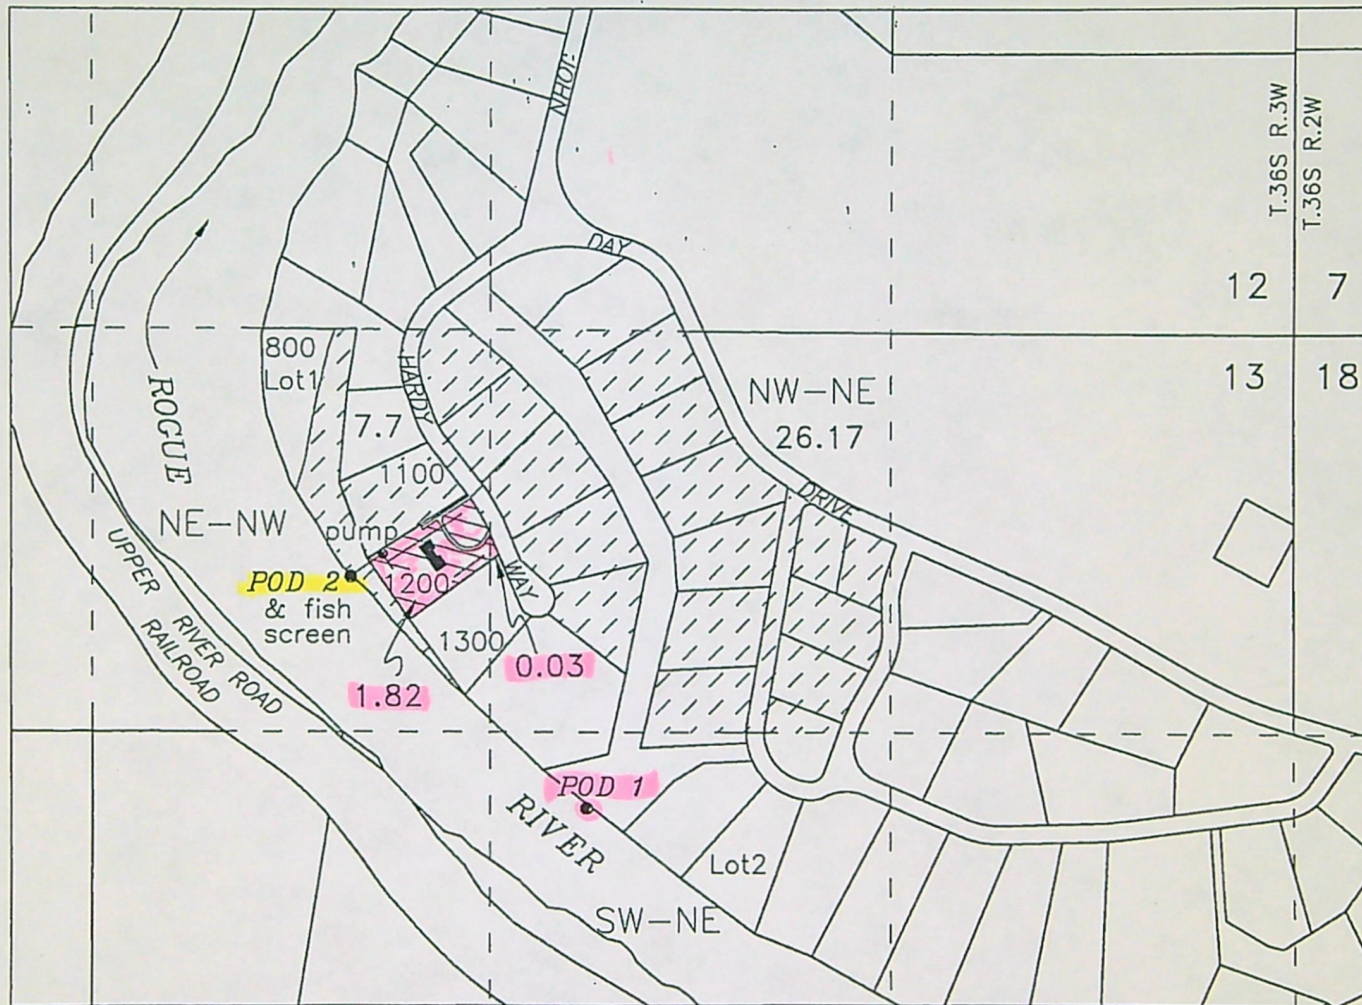 JOHN
DAY
DRIVE
T.36S R.3W
T.36S R.2W
12
7
13
18
800
Lot1
HARDY
WAY
7.7
1100
NW-NE
26.17
ROGUE
NE-NW
pump
POD 2
& fish
screen
1200
1300
0.03
1.82
UPPER RIVER ROAD
RAILROAD
POD 1
RIVER
Lot2
SW-NE